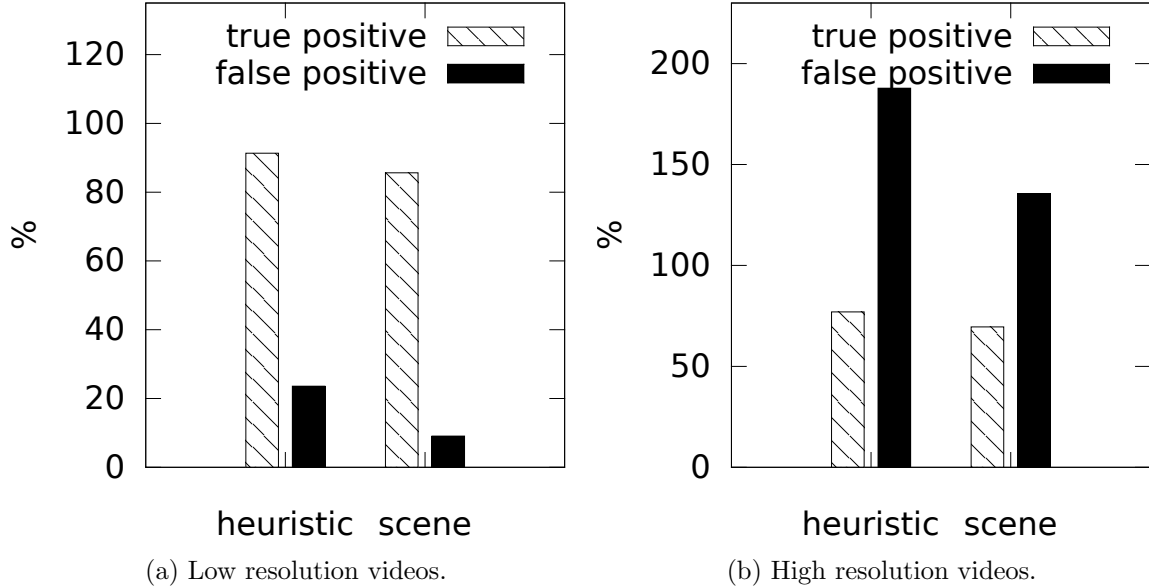 true positive
false positive
120
100
80
60
40
20
0
%
heuristic scene
(a) Low resolution videos.
true positive
false positive
200
150
100
50
0
%
heuristic scene
(b) High resolution videos.